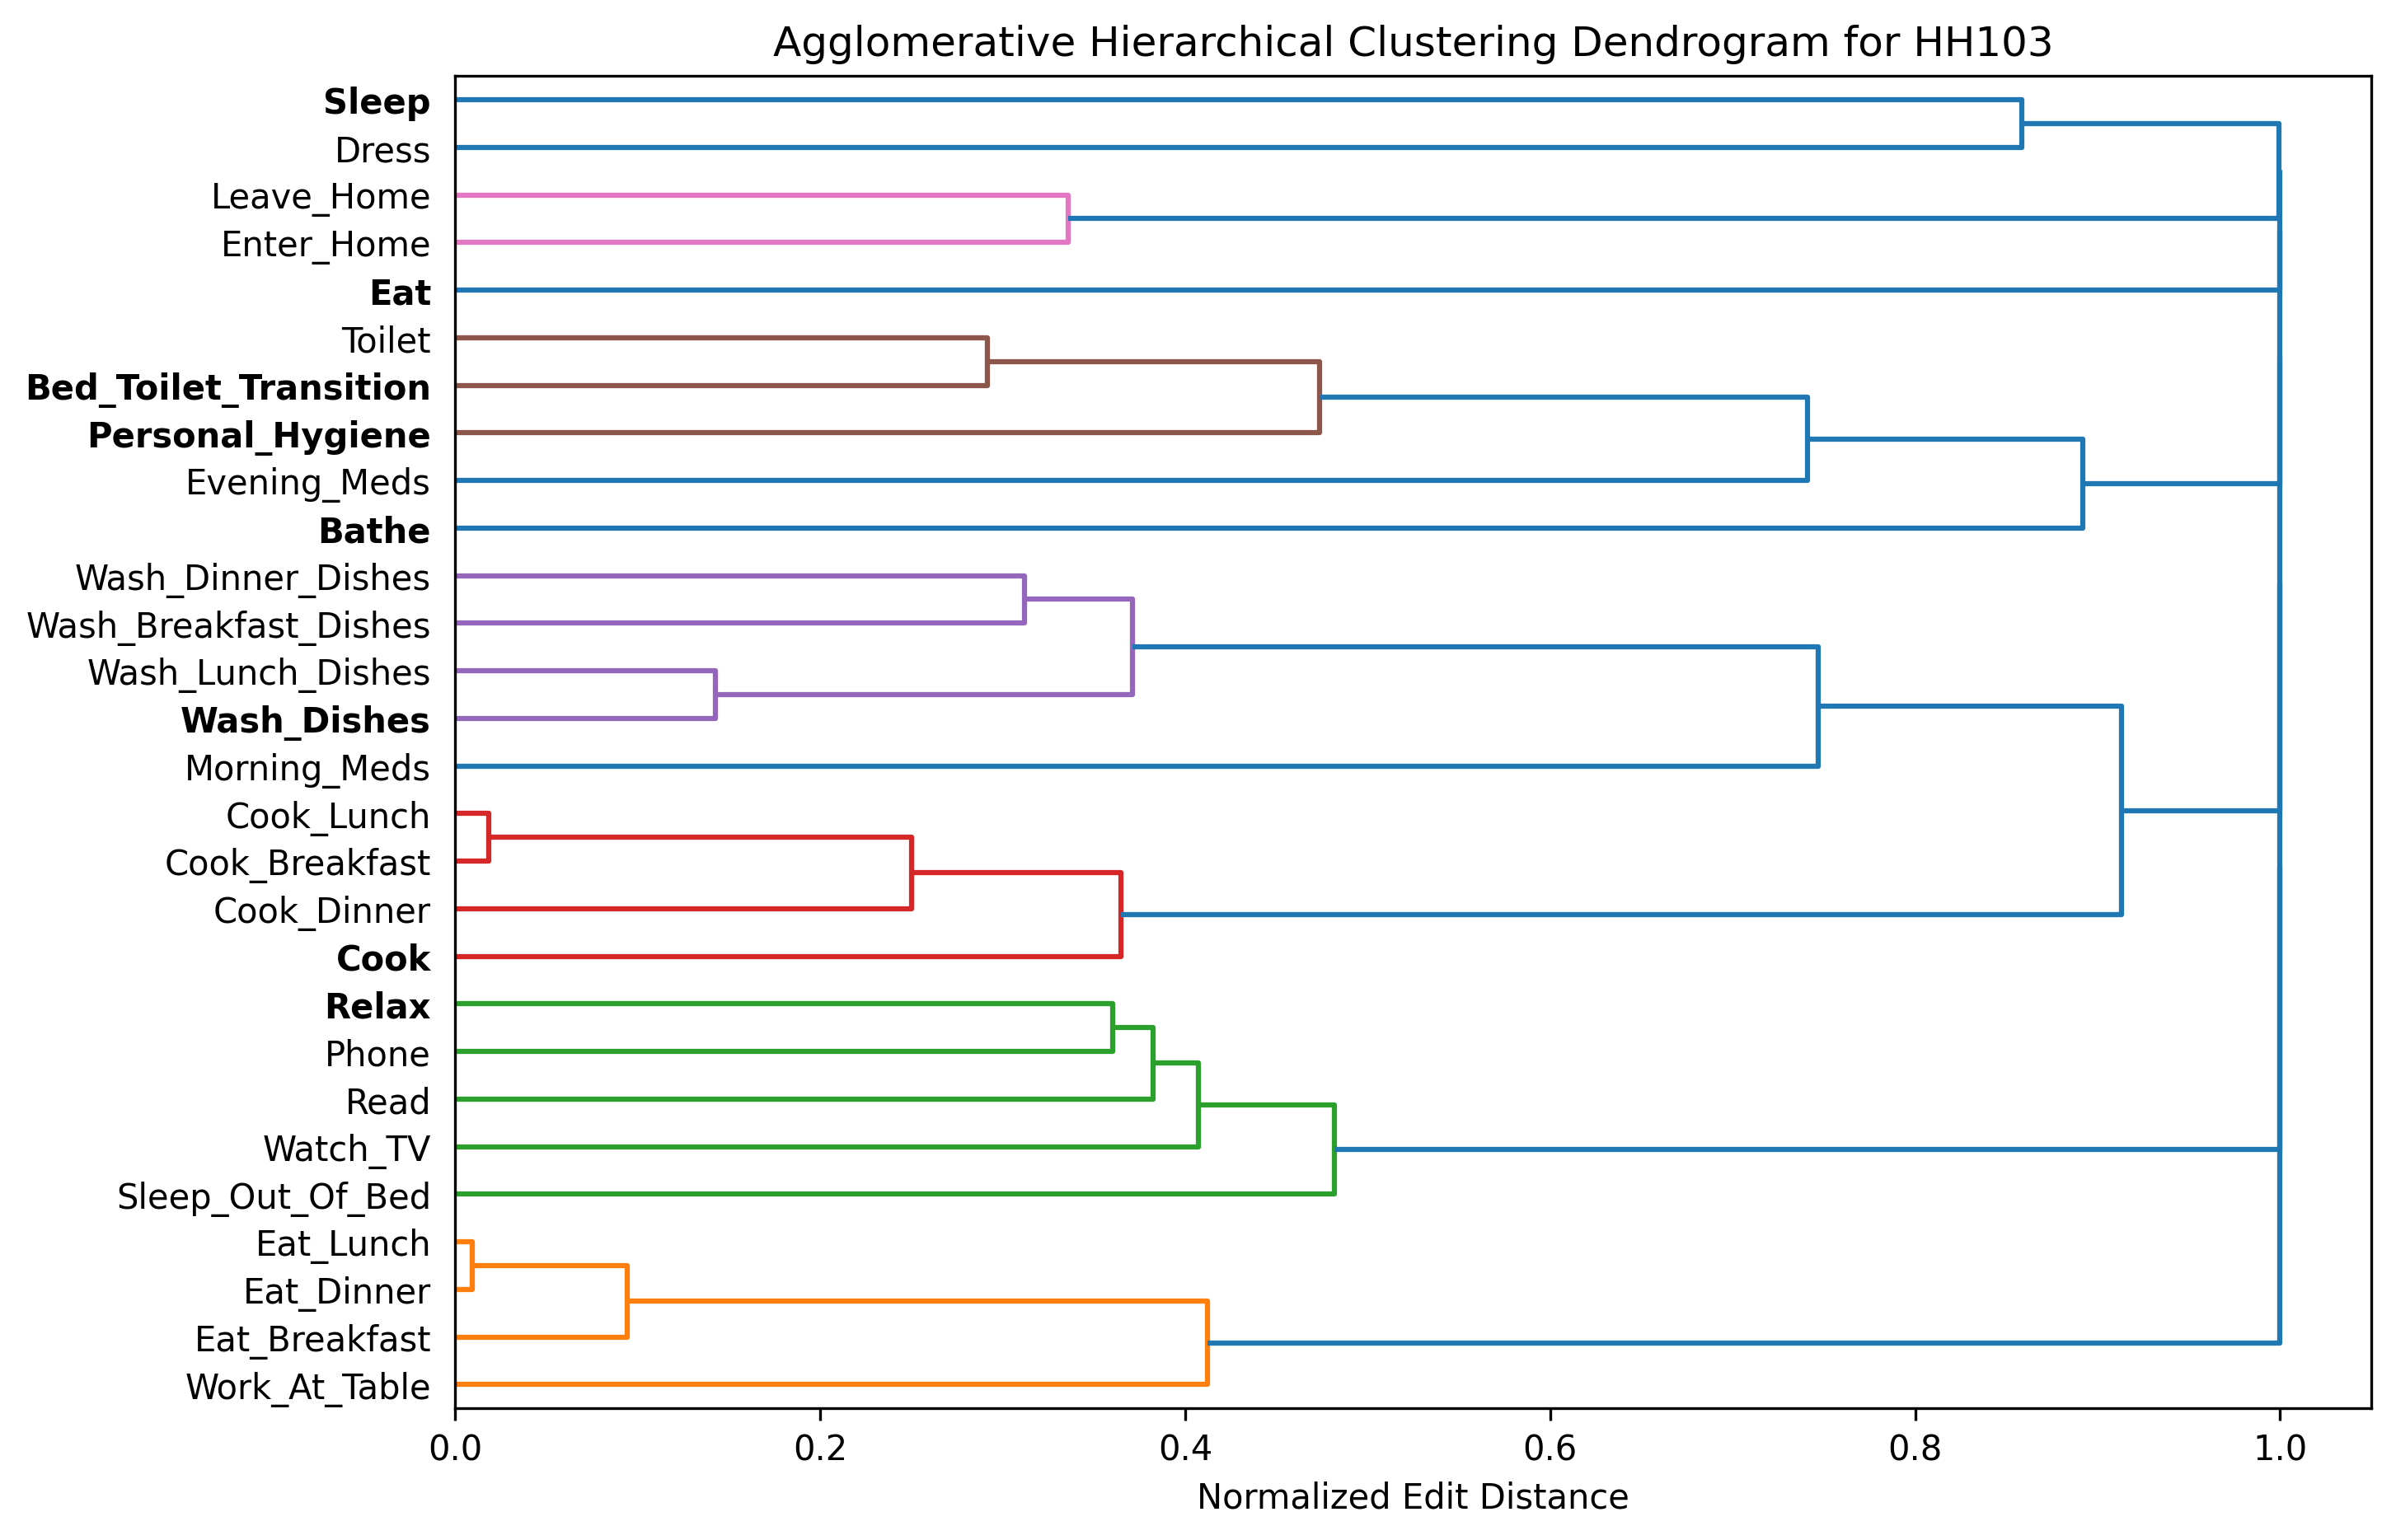 Agglomerative Hierarchical Clustering Dendrogram for HH103
Sleep
Dress
Leave_Home
Enter_Home
Eat
Toilet
Bed_Toilet_Transition
Personal_Hygiene
Evening_Meds
Bathe
Wash_Dinner_Dishes
Wash_Breakfast_Dishes
Wash_Lunch_Dishes
Wash_Dishes
Morning_Meds
Cook_Lunch
Cook_Breakfast
Cook_Dinner
Cook
Relax
Phone
Read
Watch_TV
Sleep_Out_Of_Bed
Eat_Lunch
Eat_Dinner
Eat_Breakfast
Work_At_Table
0.0 0.2 0.4 0.6 0.8 1.0
Normalized Edit Distance